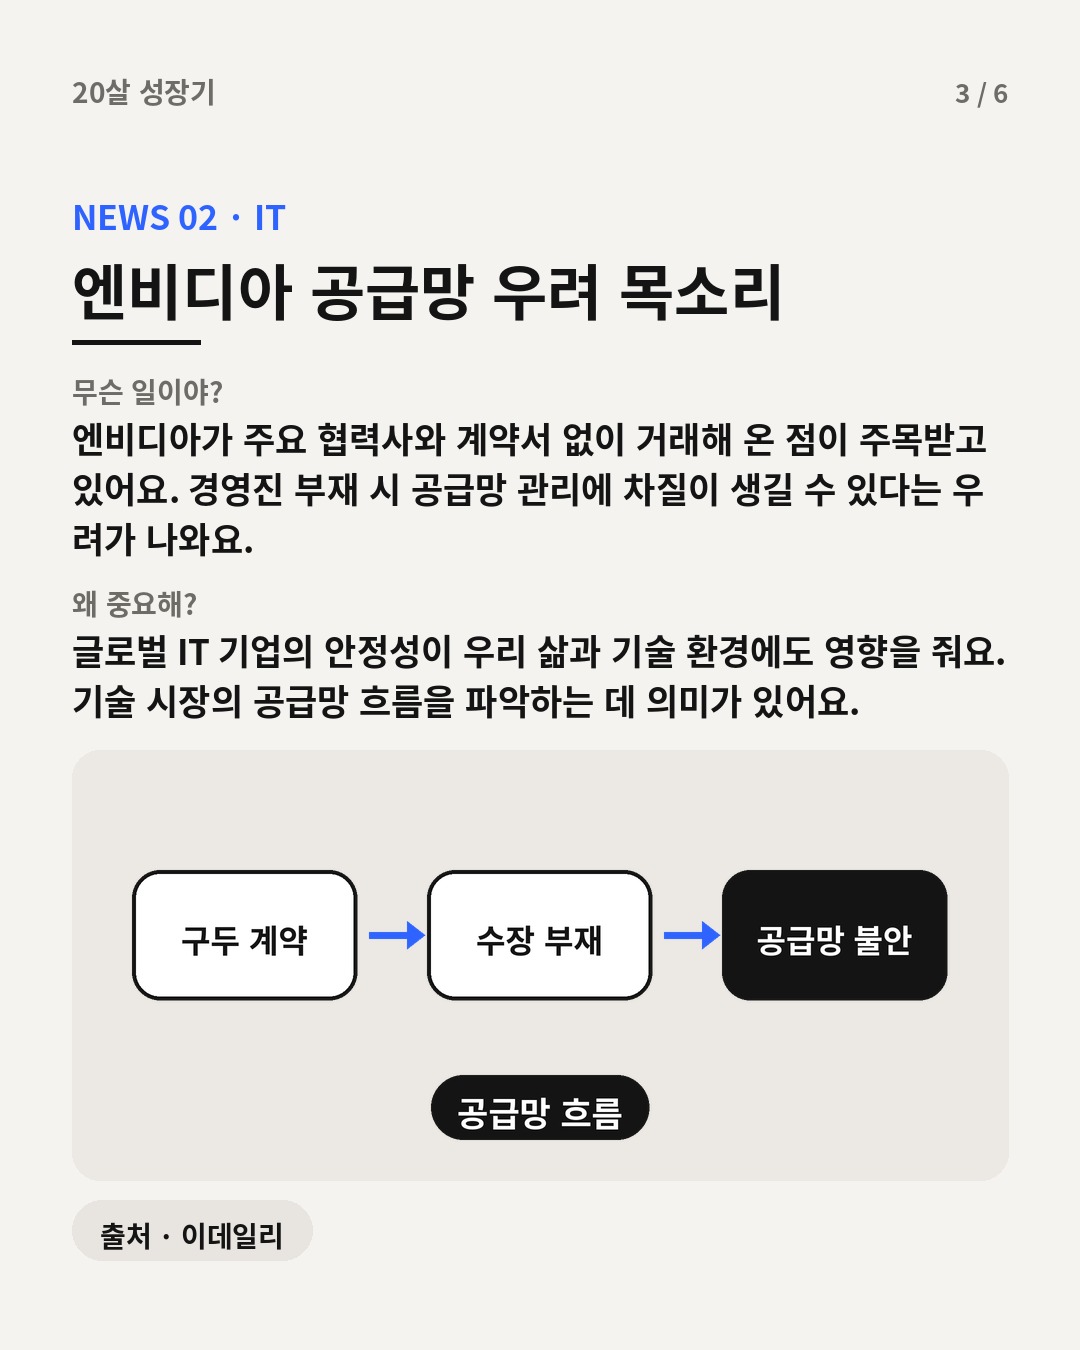 20살 성장기
3 / 6
NEWS 02 · IT
엔비디아 공급망 우려 목소리
무슨 일이야?
엔비디아가 주요 협력사와 계약서 없이 거래해 온 점이 주목받고
있어요. 경영진 부재 시 공급망 관리에 차질이 생길 수 있다는 우
려가 나와요.
왜 중요해?
글로벌 IT 기업의 안정성이 우리 삶과 기술 환경에도 영향을 줘요.
기술 시장의 공급망 흐름을 파악하는 데 의미가 있어요.
구두 계약
수장 부재
공급망 불안
공급망 흐름
출처 · 이데일리